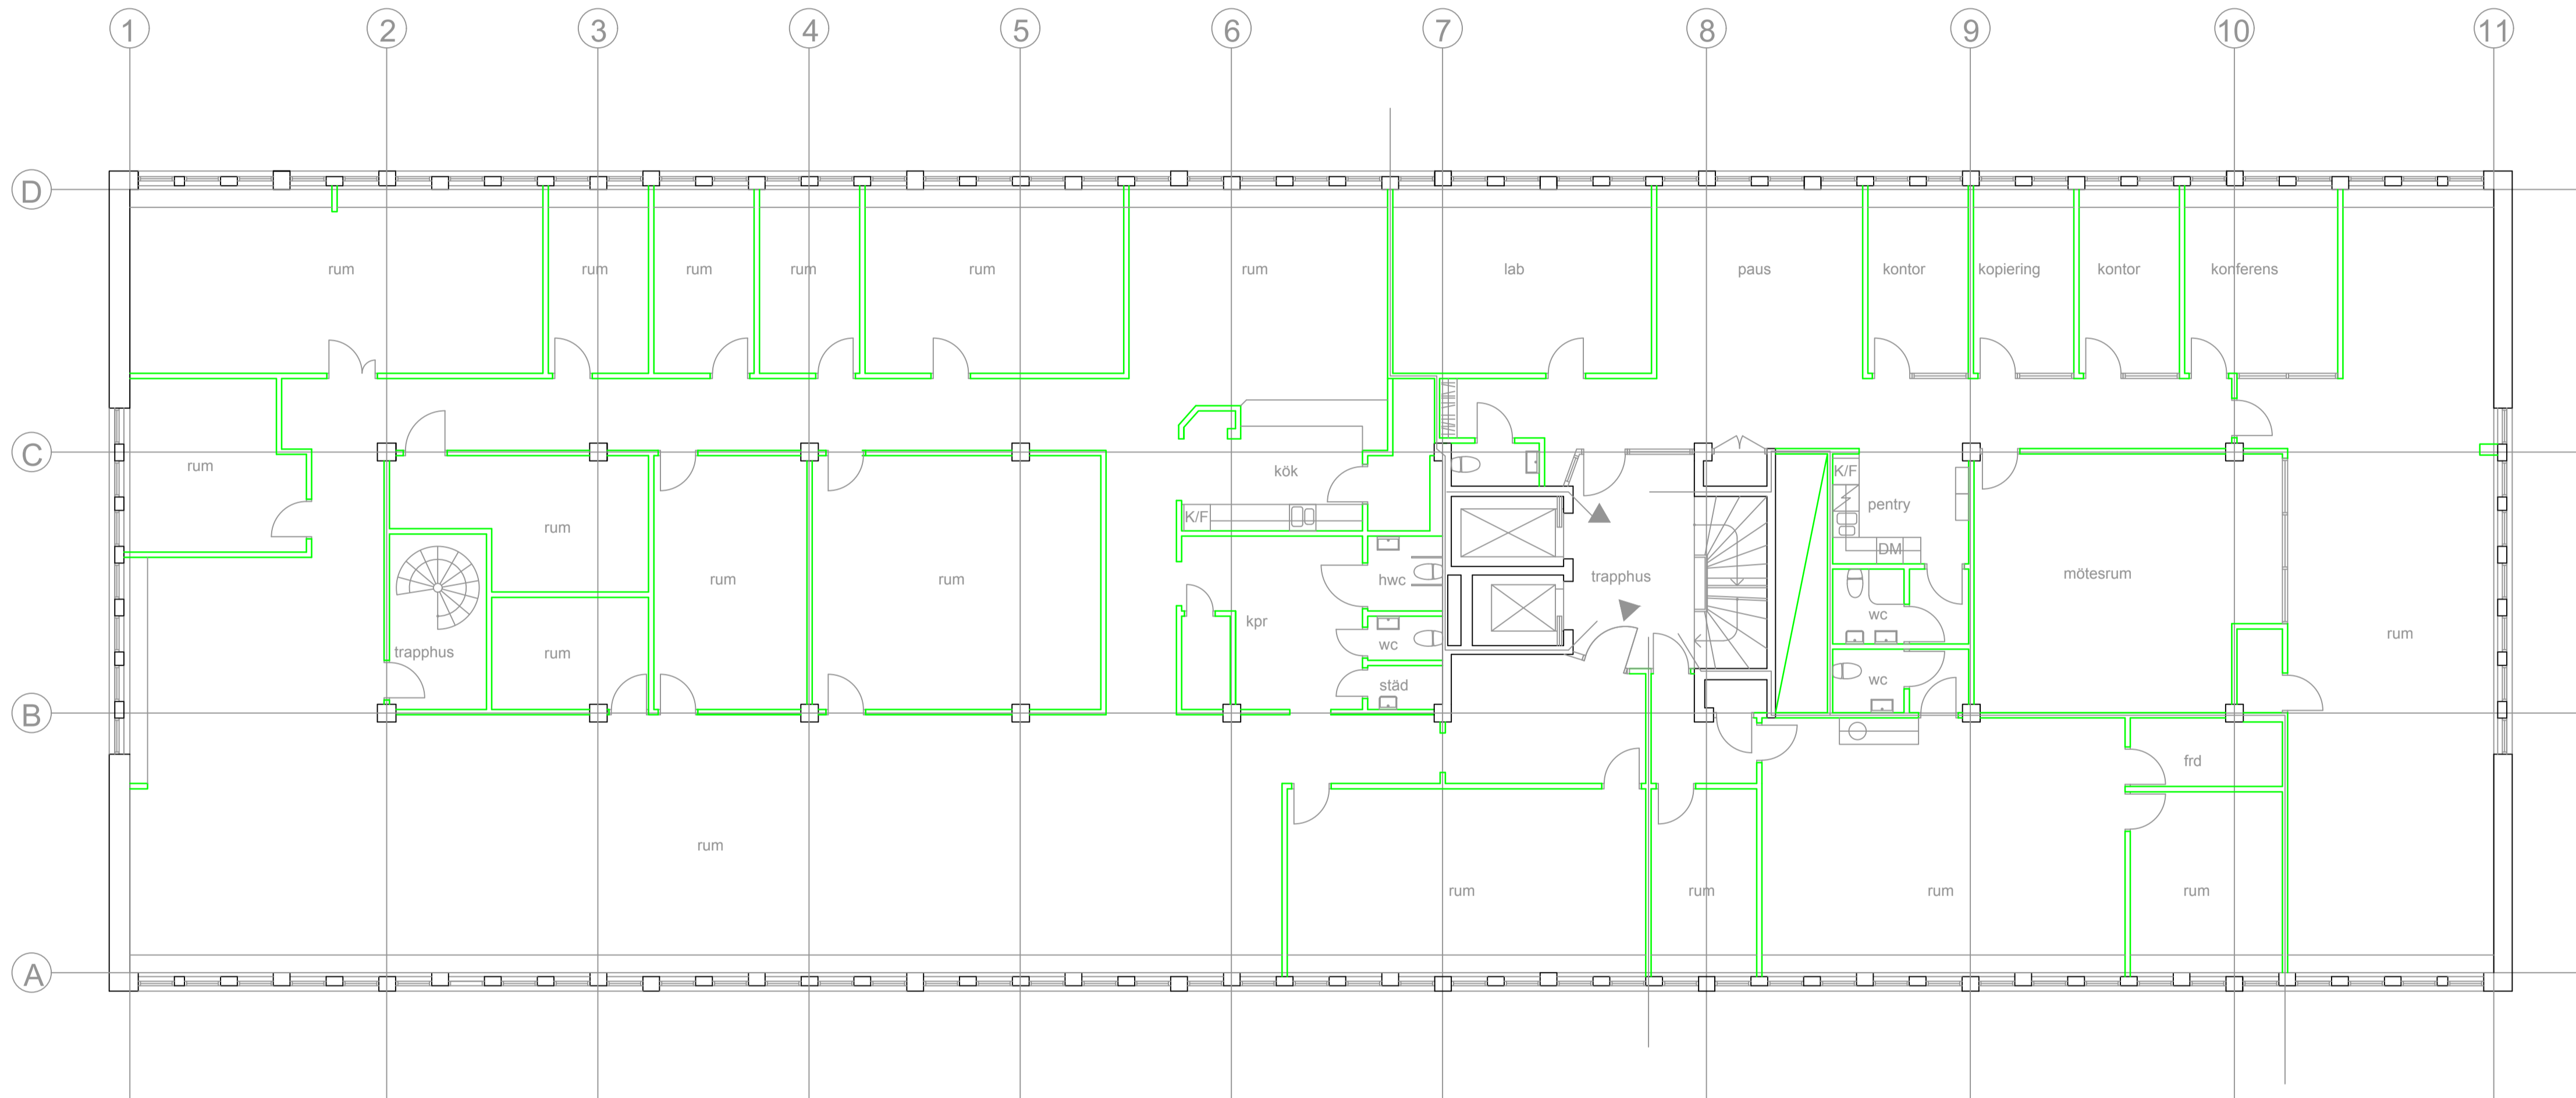 1 2 3 4 5 6 7 8 9 10 11
D
rum rum rum rum rum rum lab paus kontor kopiering kontor konferens
C
rum kök K/F
K/F pentry
rum DM
rum rum hwc trapphus mötesrum
kpr wc
trapphus rum wc rum
städ wc
B
frd
rum
rum rum rum rum
A